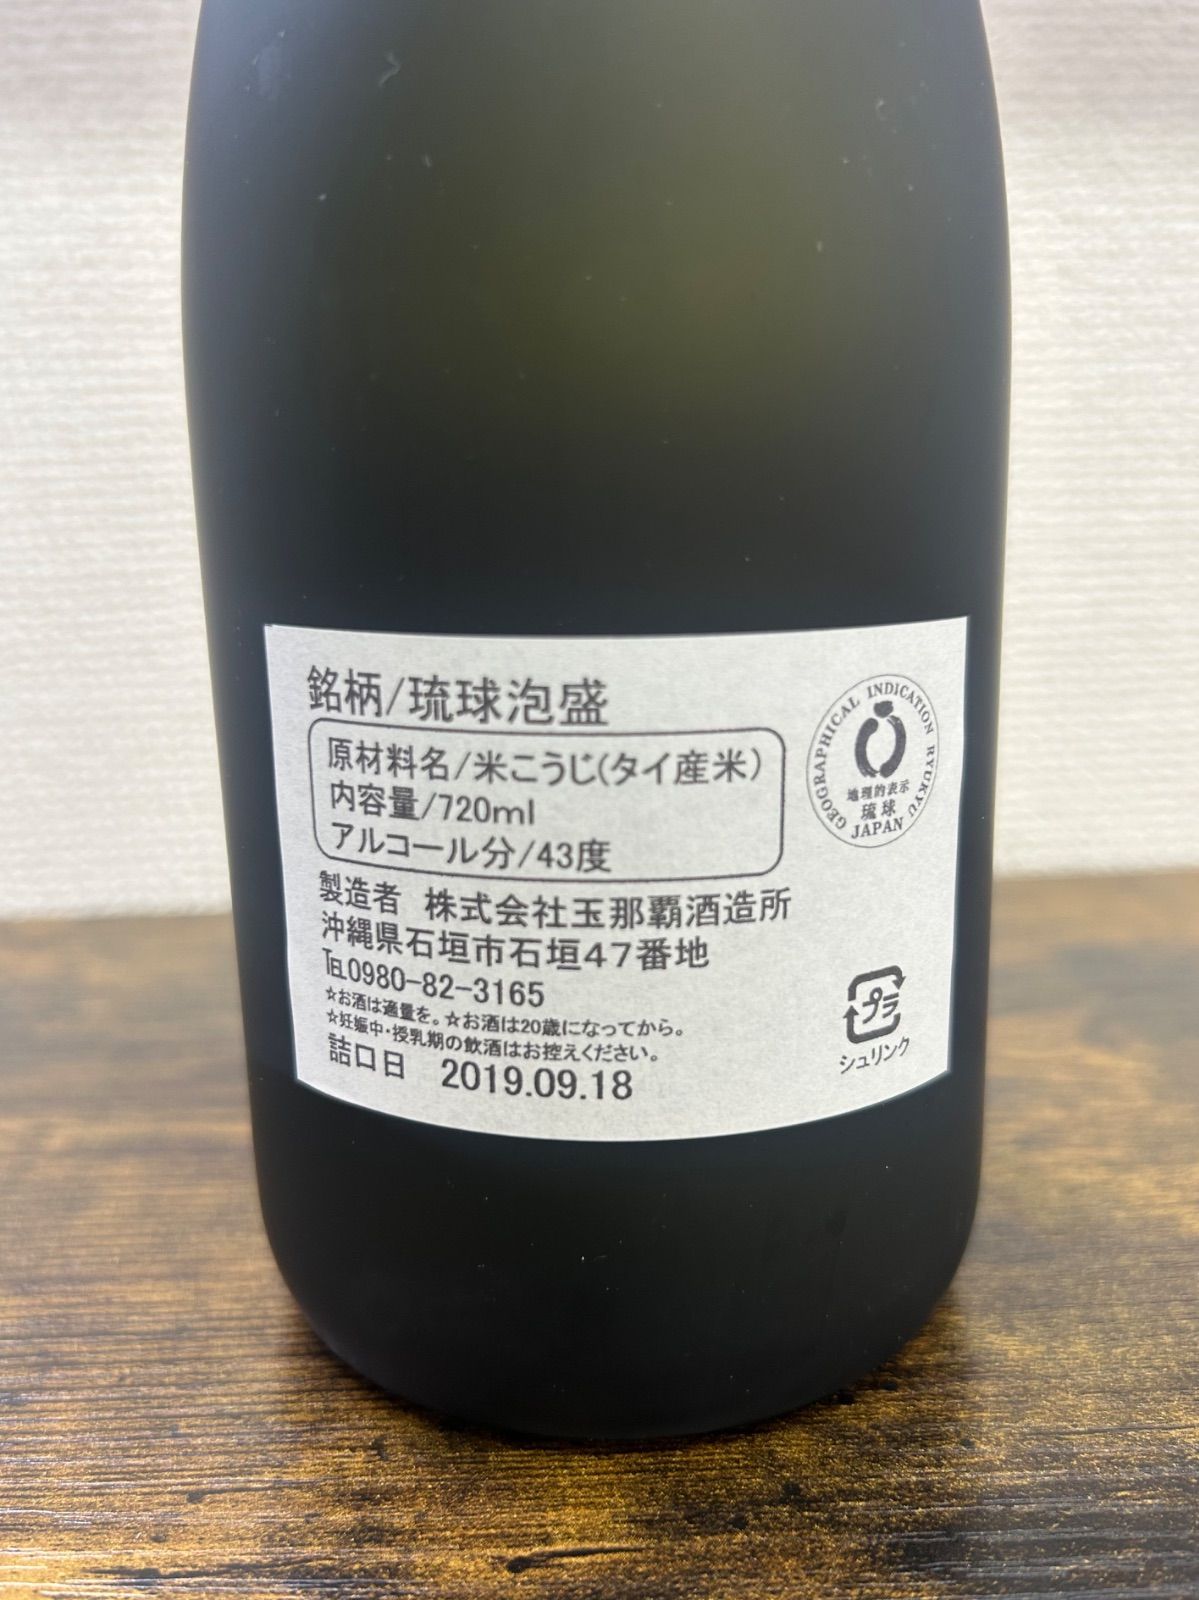 銘柄/琉球泡盛
原材料名/米こうじ(タイ産米)
内容量/720ml
アルコール分/43度
製造者 株式会社玉那覇酒造所
沖縄県石垣市石垣47番地
TEL0980-82-3165
☆お酒は適量を。☆お酒は20歳になってから。
☆妊娠中・授乳期の飲酒はお控えください。
詰口日 2019.09.18
GEOGRAPHICAL INDICATION RYUKYU
地理的表示
琉球
JAPAN
プラ
シュリンク